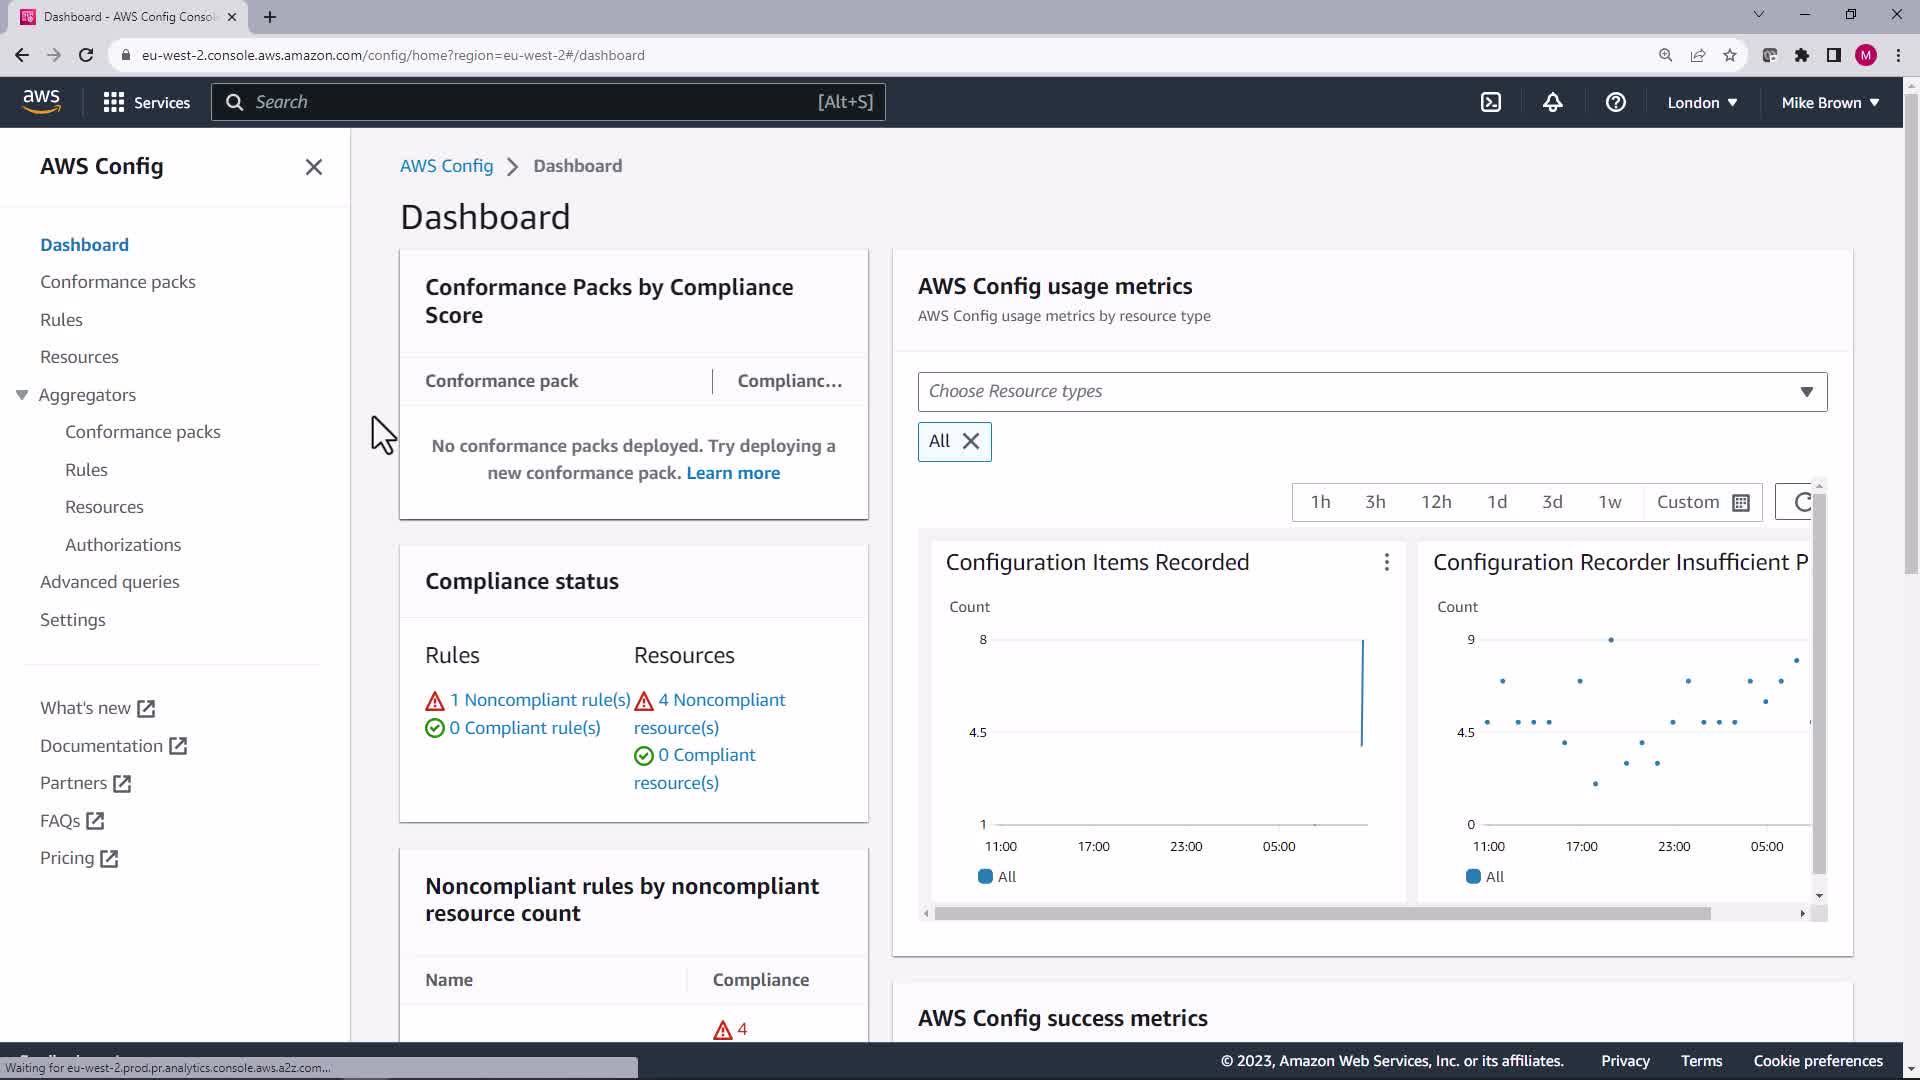 Dashboard - AWS Config Conso
eu-west-2.console.aws.amazon.com/config/home?region=eu-west-2#/dashboard
M
aws
Services
Search
[Alt+S]
London
Mike Brown
AWS Config
Dashboard
Conformance packs
Rules
Resources
Aggregators
Conformance packs
Rules
Resources
Authorizations
Advanced queries
Settings
What's new
Documentation
Partners
FAQs
Pricing
AWS Config
Dashboard
Dashboard
Conformance Packs by Compliance
Score
Conformance pack
Complianc...
No conformance packs deployed. Try deploying a
new conformance pack. Learn more
Compliance status
Rules
1 Noncompliant rule(s)
0 Compliant rule(s)
Resources
4 Noncompliant
resource(s)
0 Compliant
resource(s)
Noncompliant rules by noncompliant
resource count
Name
Compliance
4
AWS Config usage metrics
AWS Config usage metrics by resource type
Choose Resource types
All
1h
3h
12h
1d
3d
1w
Custom
Configuration Items Recorded
Count
8
4.5
1
11:00
17:00
23:00
05:00
All
Configuration Recorder Insufficient P
Count
9
4.5
0
11:00
17:00
23:00
05:00
All
AWS Config success metrics
Waiting for eu-west-2.prod.pr.analytics.console.aws.a2z.com...
© 2023, Amazon Web Services, Inc. or its affiliates.
Privacy
Terms
Cookie preferences